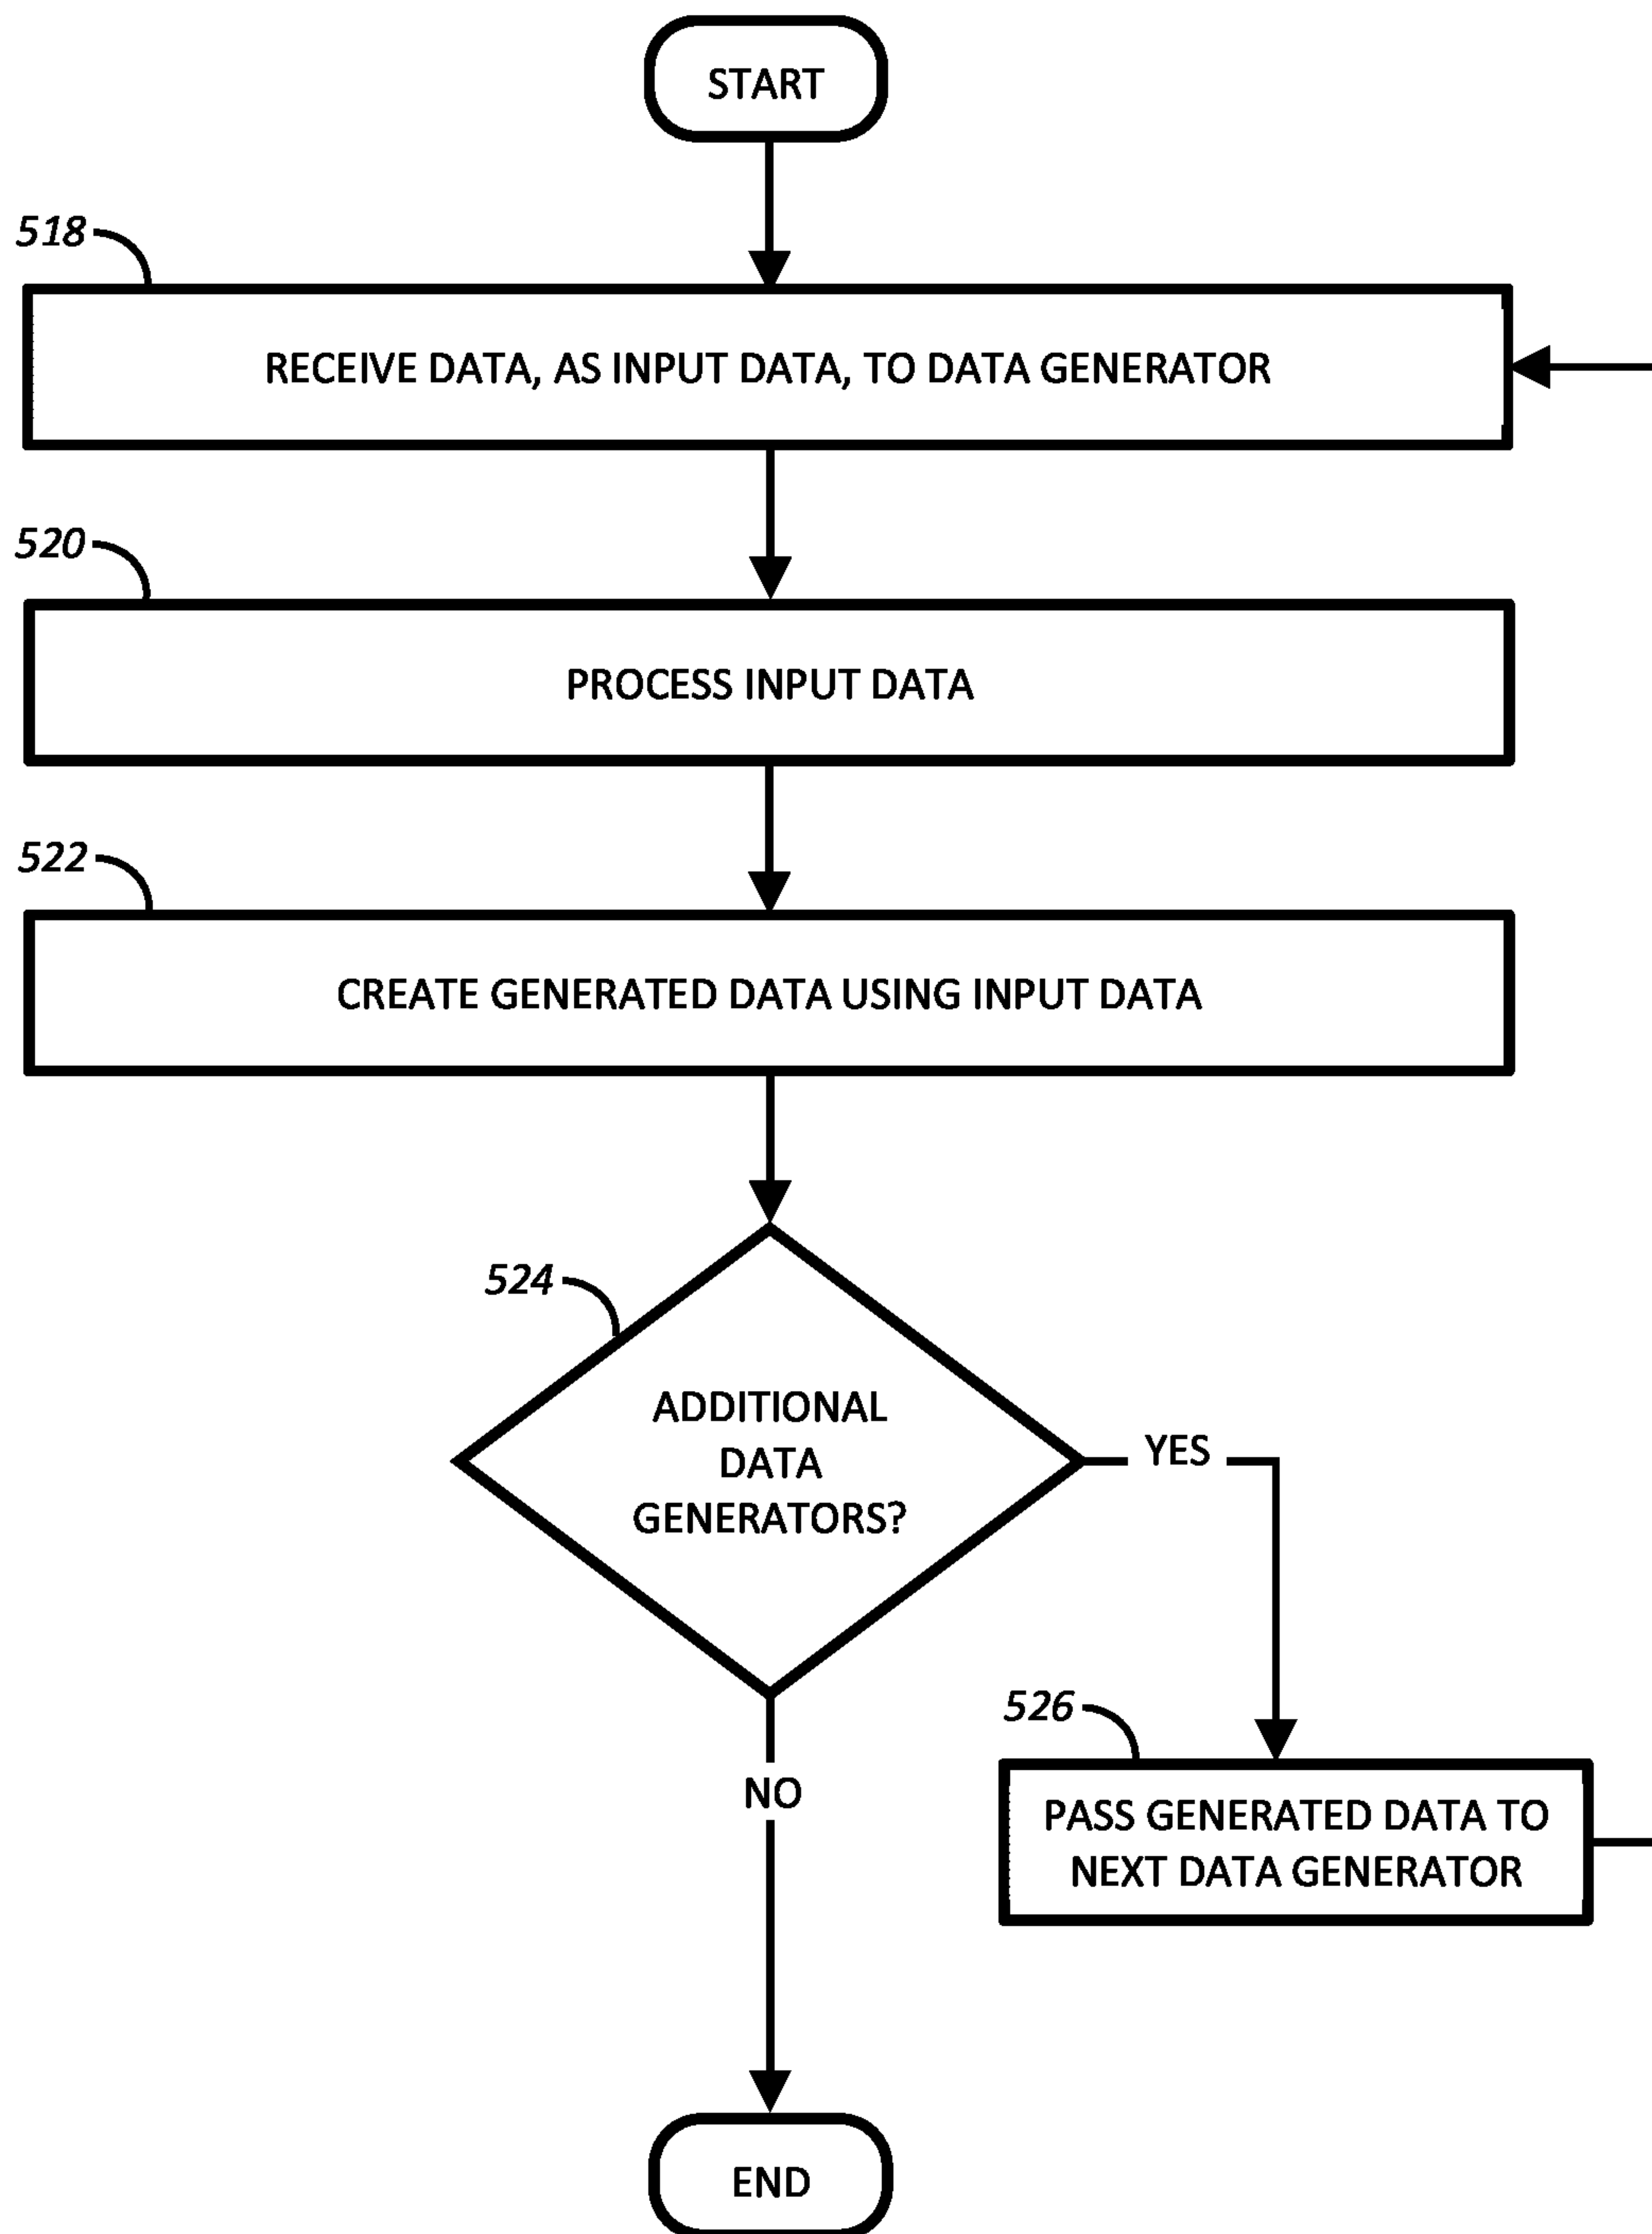 START
518
RECEIVE DATA, AS INPUT DATA, TO DATA GENERATOR
520
PROCESS INPUT DATA
522
CREATE GENERATED DATA USING INPUT DATA
524
ADDITIONAL
DATA
GENERATORS?
YES
526
PASS GENERATED DATA TO
NEXT DATA GENERATOR
NO
END